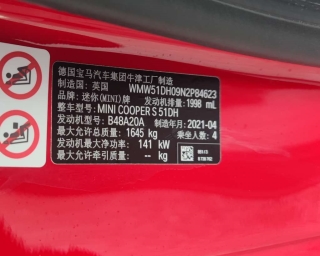 德国宝马汽车集团牛津工厂制造
制造国：英国 WMW51DH09N2P84623
品牌：迷你(MINI)牌 发动机排量：1998 mL
整车型号：MINI COOPER S 51DH
发动机型号：B48A20A 制造年月：2021-04
最大允许总质量：1645 kg 乘坐人数：4
发动机最大净功率：141 kW
最大允许牵引质量：-- kg